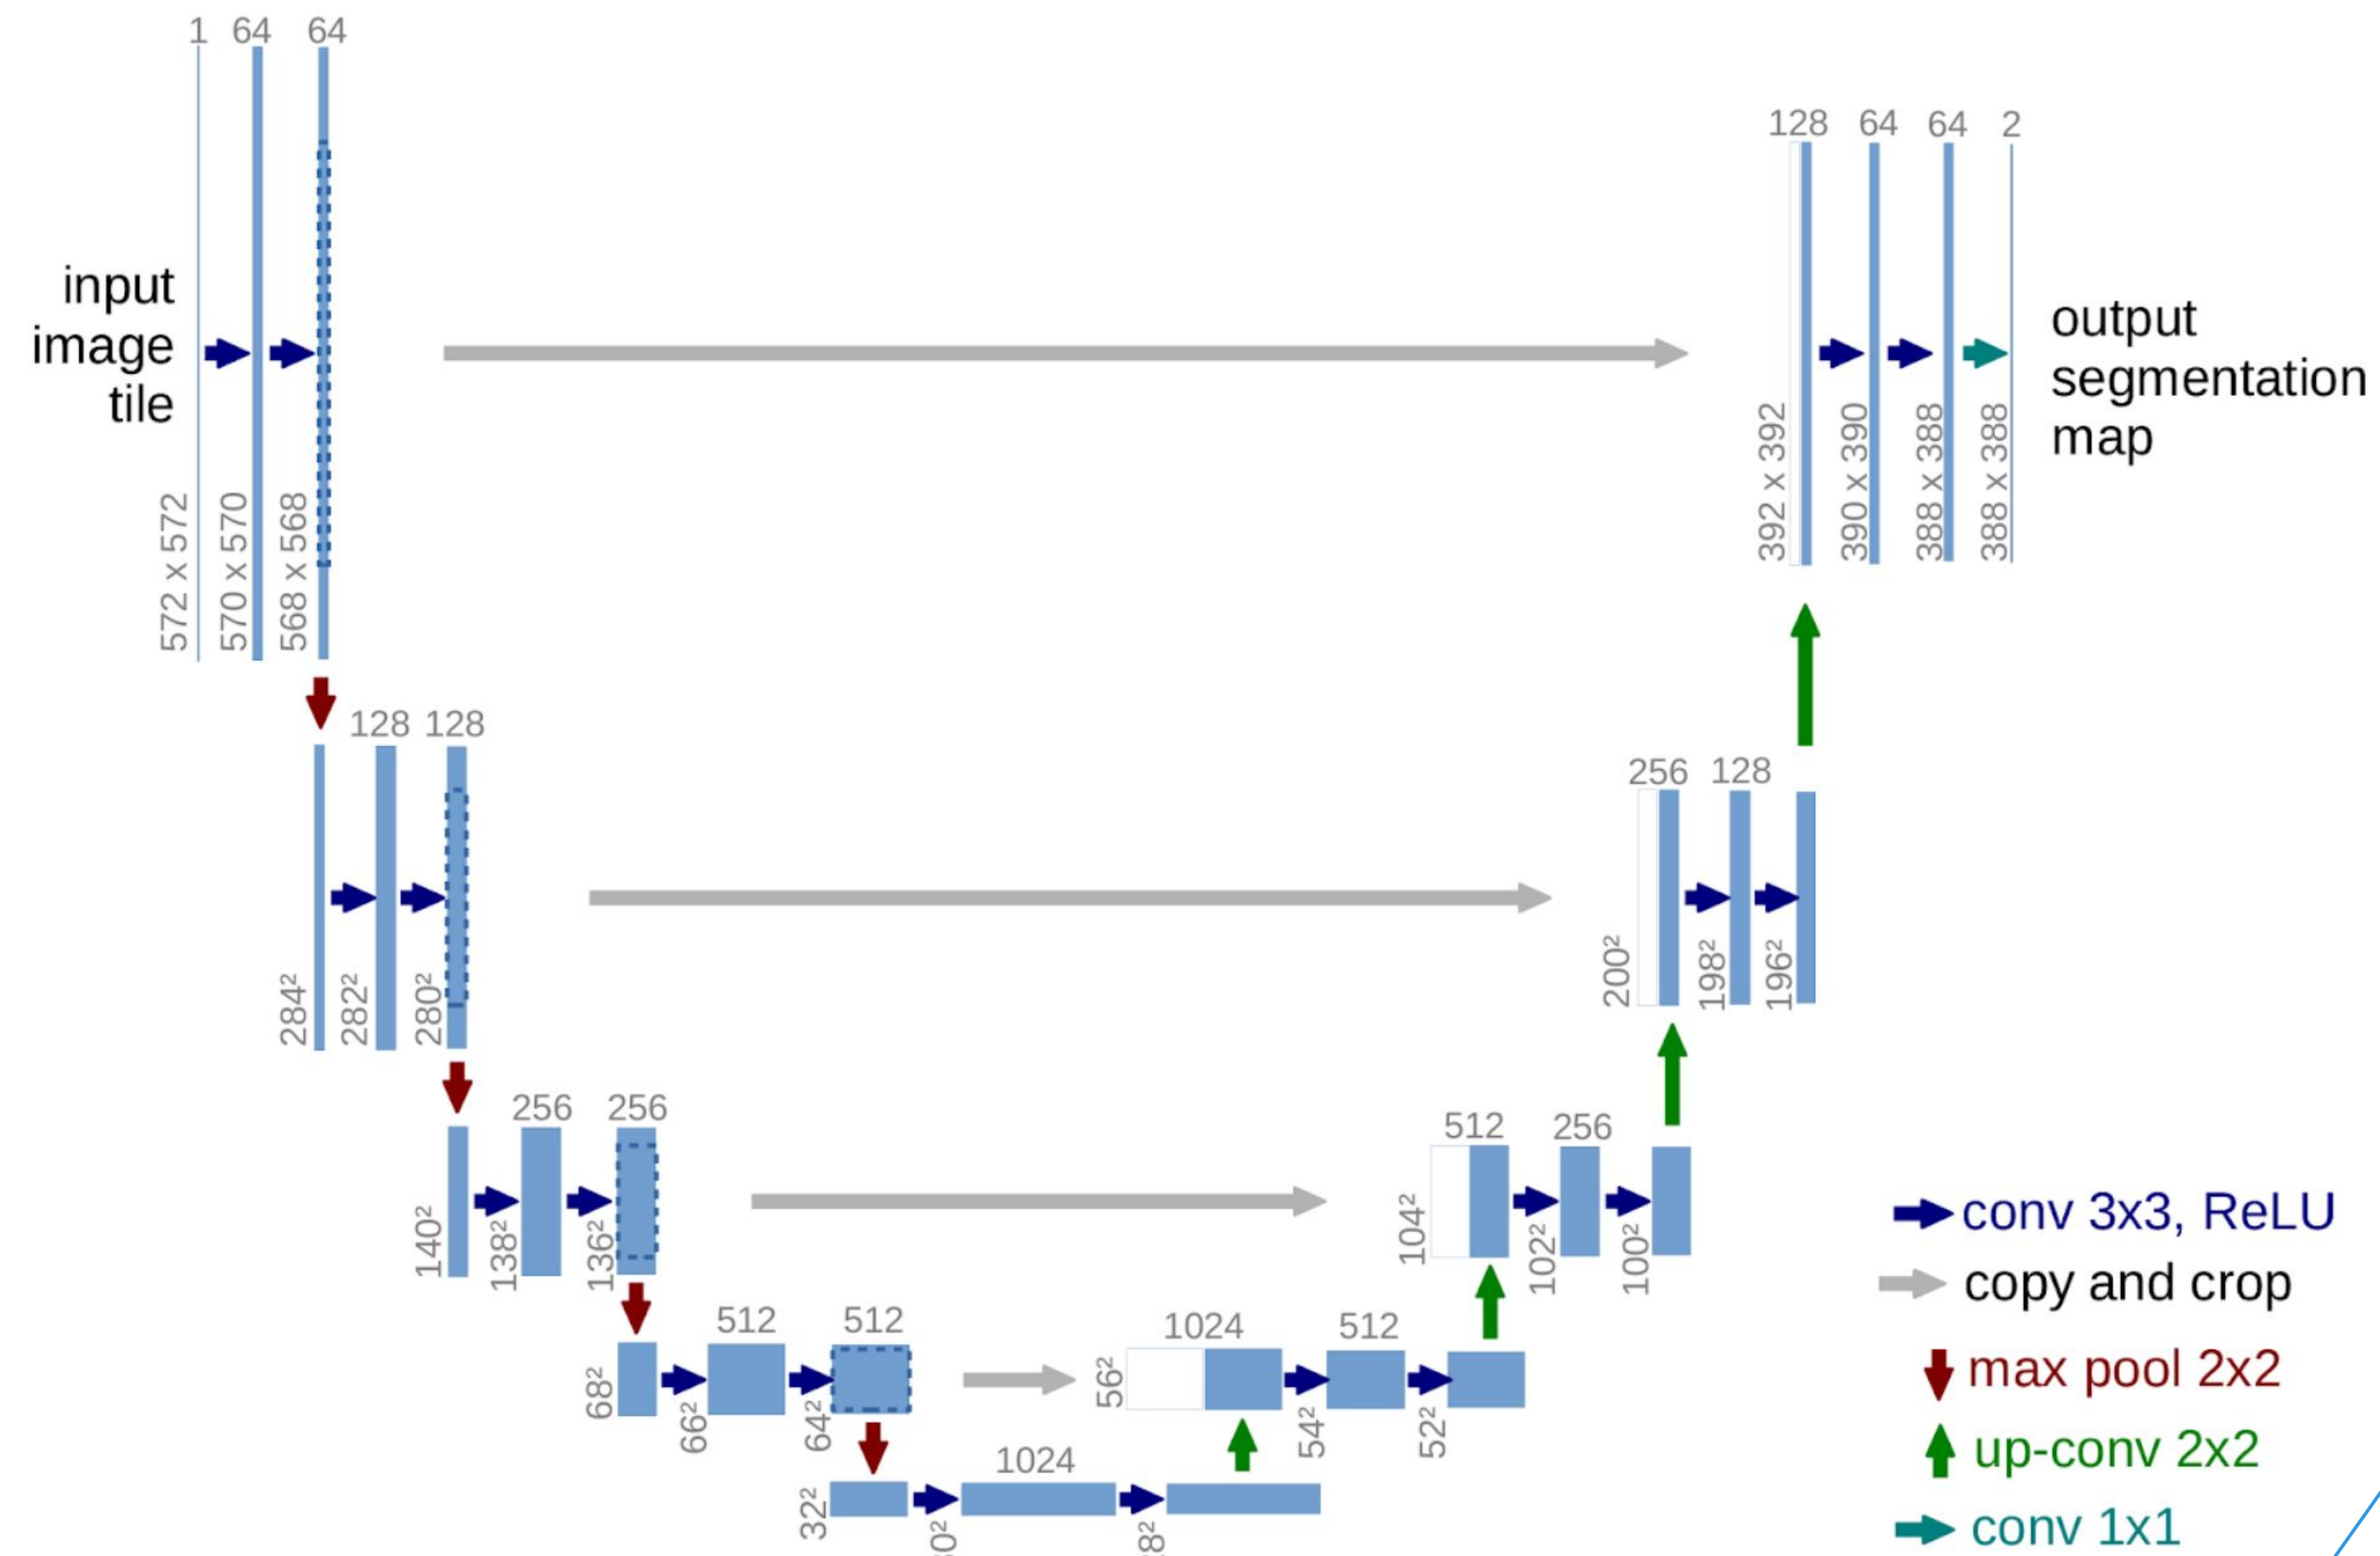 1 64 64
input
image
tile
572 x 572
570 x 570
568 x 568
128 64 64 2
output
segmentation
map
392 x 392
390 x 390
388 x 388
388 x 388
128 128
284²
282²
280²
256 128
200²
198²
196²
256 256
140²
138²
136²
512 256
104²
102²
100²
512 512
68²
66²
64²
1024 512
56²
54²
52²
1024
32²
conv 3x3, ReLU
copy and crop
max pool 2x2
up-conv 2x2
conv 1x1